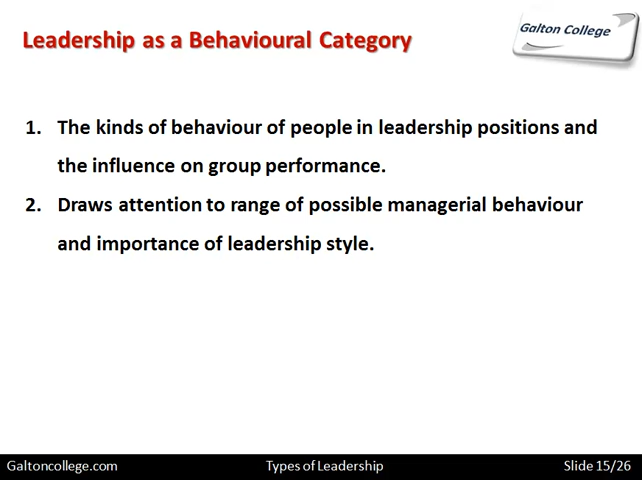 Leadership as a Behavioural Category
Galton College
1. The kinds of behaviour of people in leadership positions and
the influence on group performance.
2. Draws attention to range of possible managerial behaviour
and importance of leadership style.
Galtoncollege.com Types of Leadership Slide 15/26